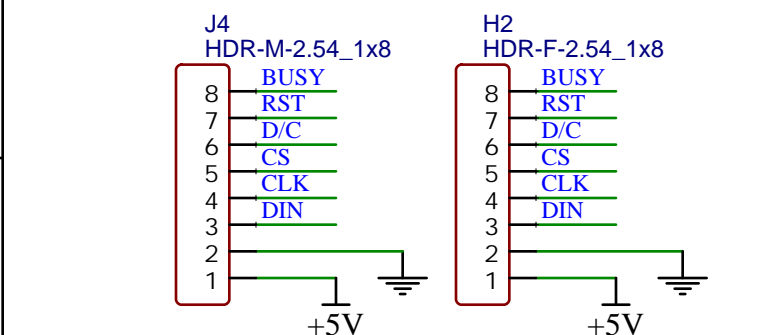 J4
HDR-M-2.54_1x8
8 BUSY
7 RST
6 D/C
5 CS
4 CLK
3 DIN
2
1
+5V
H2
HDR-F-2.54_1x8
8 BUSY
7 RST
6 D/C
5 CS
4 CLK
3 DIN
2
1
+5V